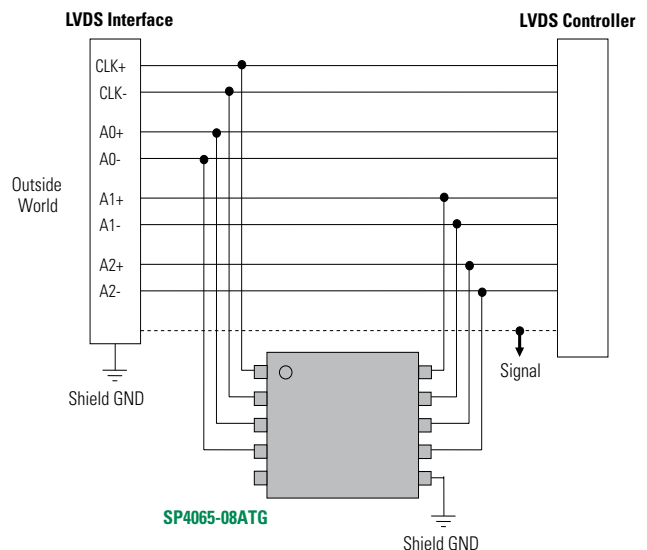 LVDS Interface
LVDS Controller
CLK+
CLK-
A0+
A0-
Outside
World
A1+
A1-
A2+
A2-
Signal
Shield GND
SP4065-08ATG
Shield GND